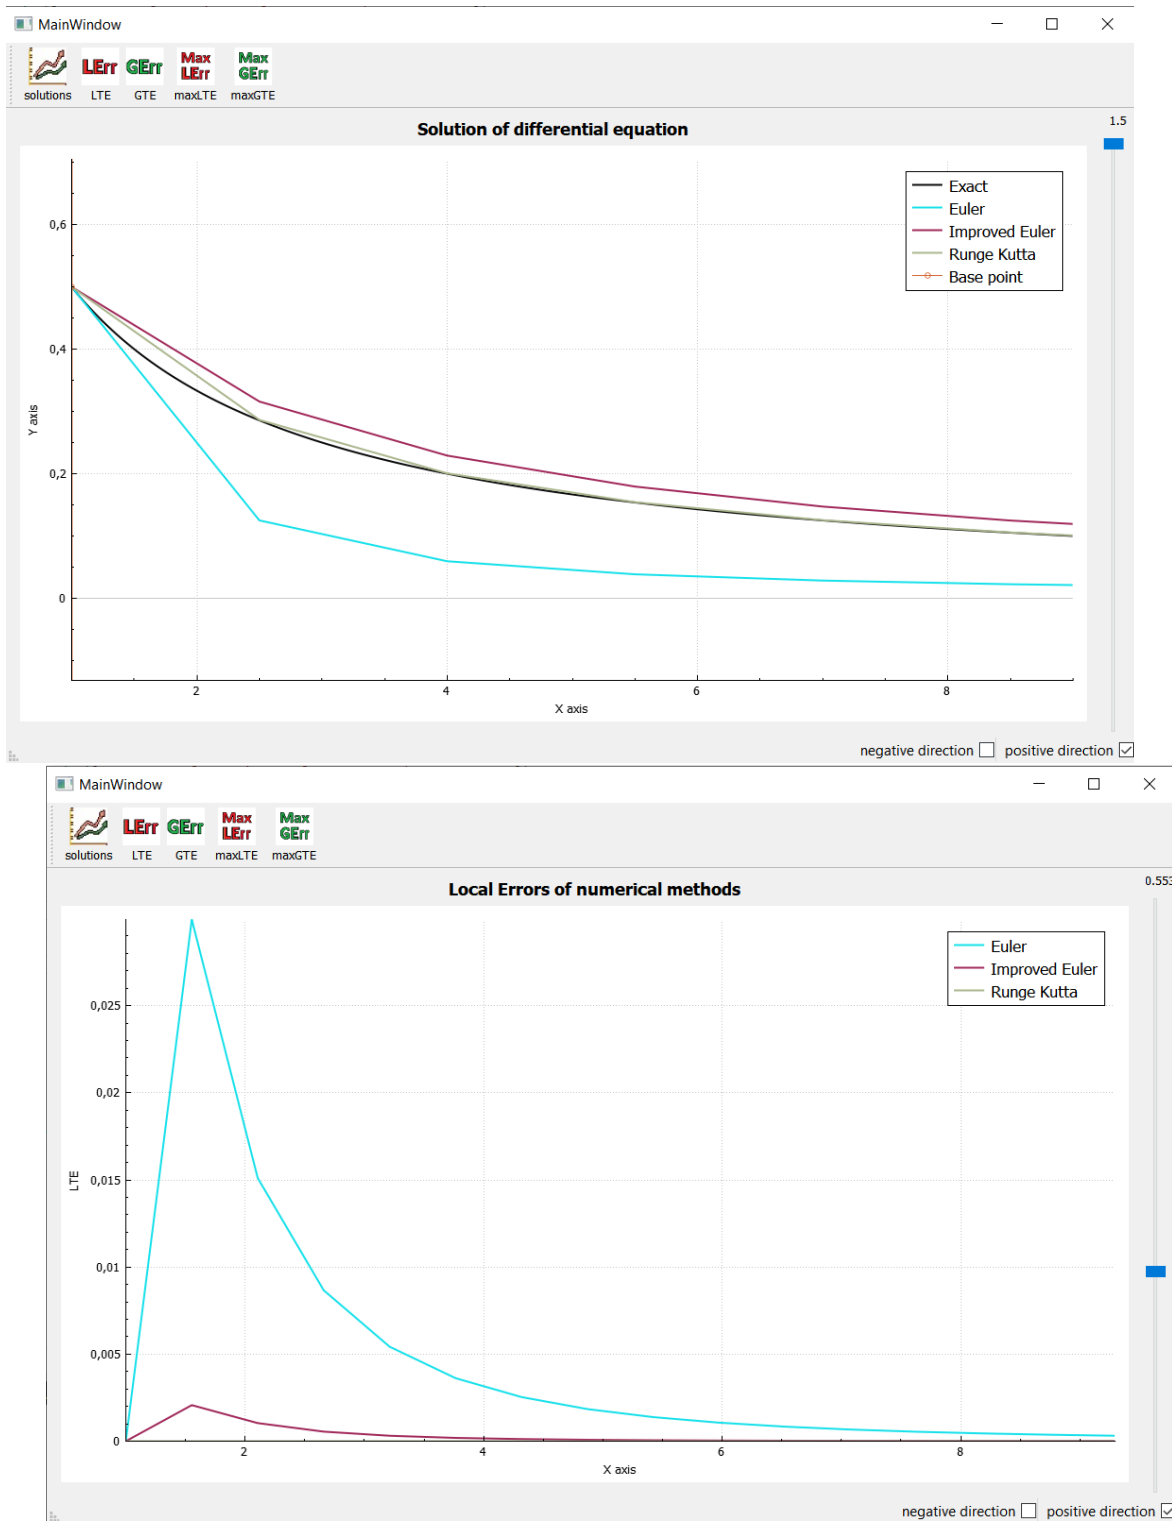 MainWindow
LErr GErr Max LErr Max GErr
solutions LTE GTE maxLTE maxGTE
Solution of differential equation
1.5
Exact
Euler
Improved Euler
Runge Kutta
Base point
0,6
0,4
0,2
0
Y axis
2 4 6 8
X axis
negative direction positive direction
MainWindow
LErr GErr Max LErr Max GErr
solutions LTE GTE maxLTE maxGTE
Local Errors of numerical methods
0.553
Euler
Improved Euler
Runge Kutta
0,025
0,02
0,015
0,01
0,005
0
LTE
2 4 6 8
X axis
negative direction positive direction